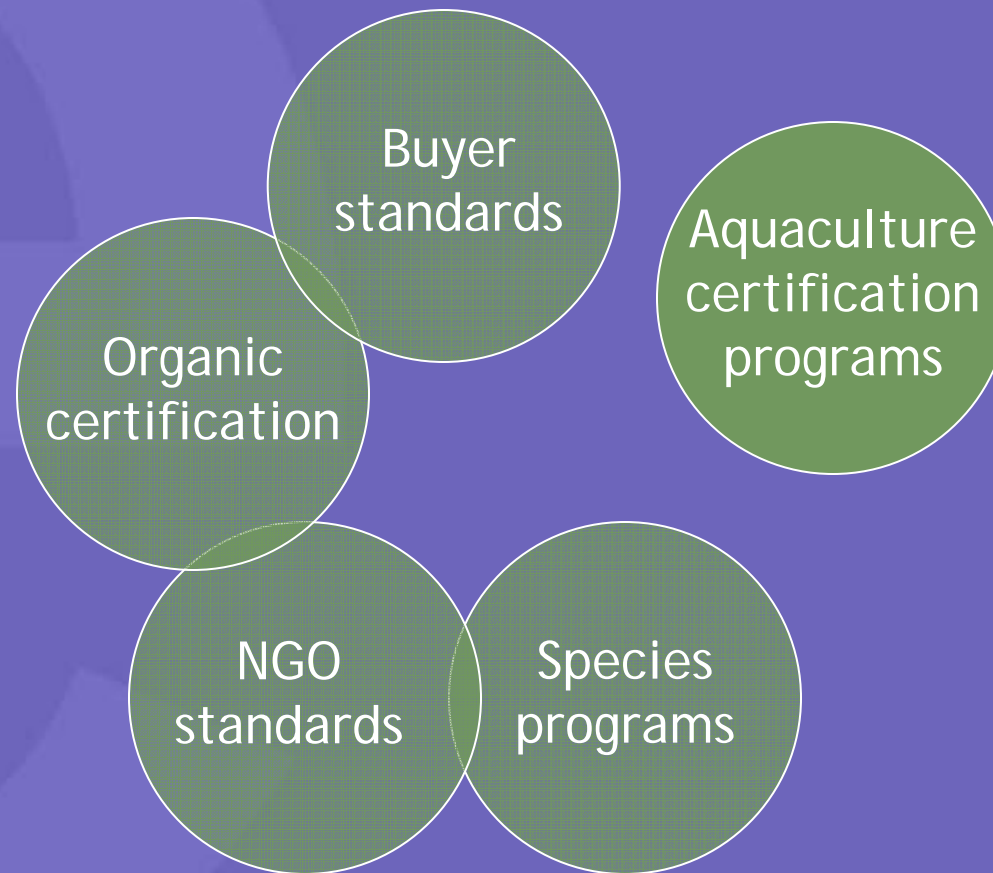 Buyer
standards
Aquaculture
certification
programs
Organic
certification
NGO
standards
Species
programs